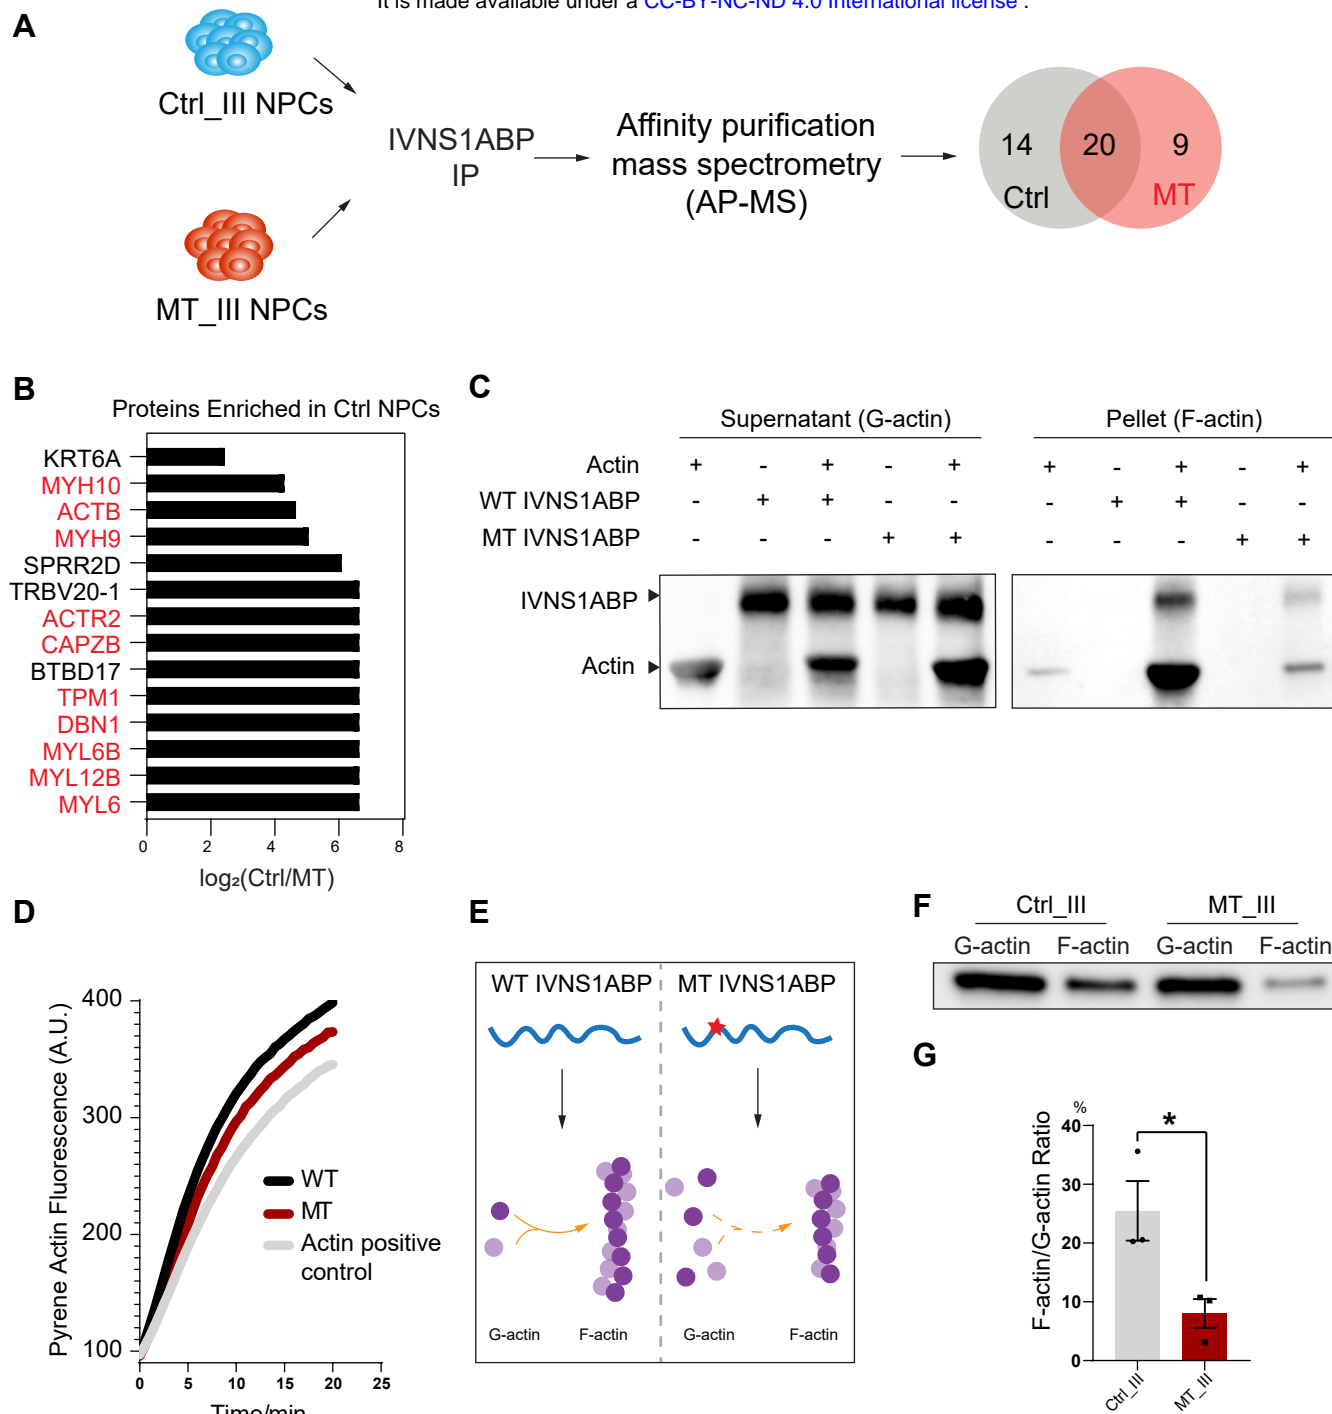 It is made available under a CC-BY-NC-ND 4.0 International license .
A
Ctrl_III NPCs
MT_III NPCs
IVNS1ABP
IP
Affinity purification
mass spectrometry
(AP-MS)
14 20 9
Ctrl MT
B
Proteins Enriched in Ctrl NPCs
KRT6A
MYH10
ACTB
MYH9
SPRR2D
TRBV20-1
ACTR2
CAPZB
BTBD17
TPM1
DBN1
MYL6B
MYL12B
MYL6
0 2 4 6 8
log₂(Ctrl/MT)
C
Supernatant (G-actin) Pellet (F-actin)
Actin + - + - + + - + - +
WT IVNS1ABP - + + - - - + + - -
MT IVNS1ABP - - - + + - - - + +
IVNS1ABP
Actin
D
Pyrene Actin Fluorescence (A.U.)
400
300
200
100
WT
MT
Actin positive
control
0 5 10 15 20 25
Time/min
E
WT IVNS1ABP MT IVNS1ABP
G-actin F-actin G-actin F-actin
F
Ctrl_III MT_III
G-actin F-actin G-actin F-actin
G
F-actin/G-actin Ratio
%
40
30
20
10
0
*
Ctrl_III
MT_III